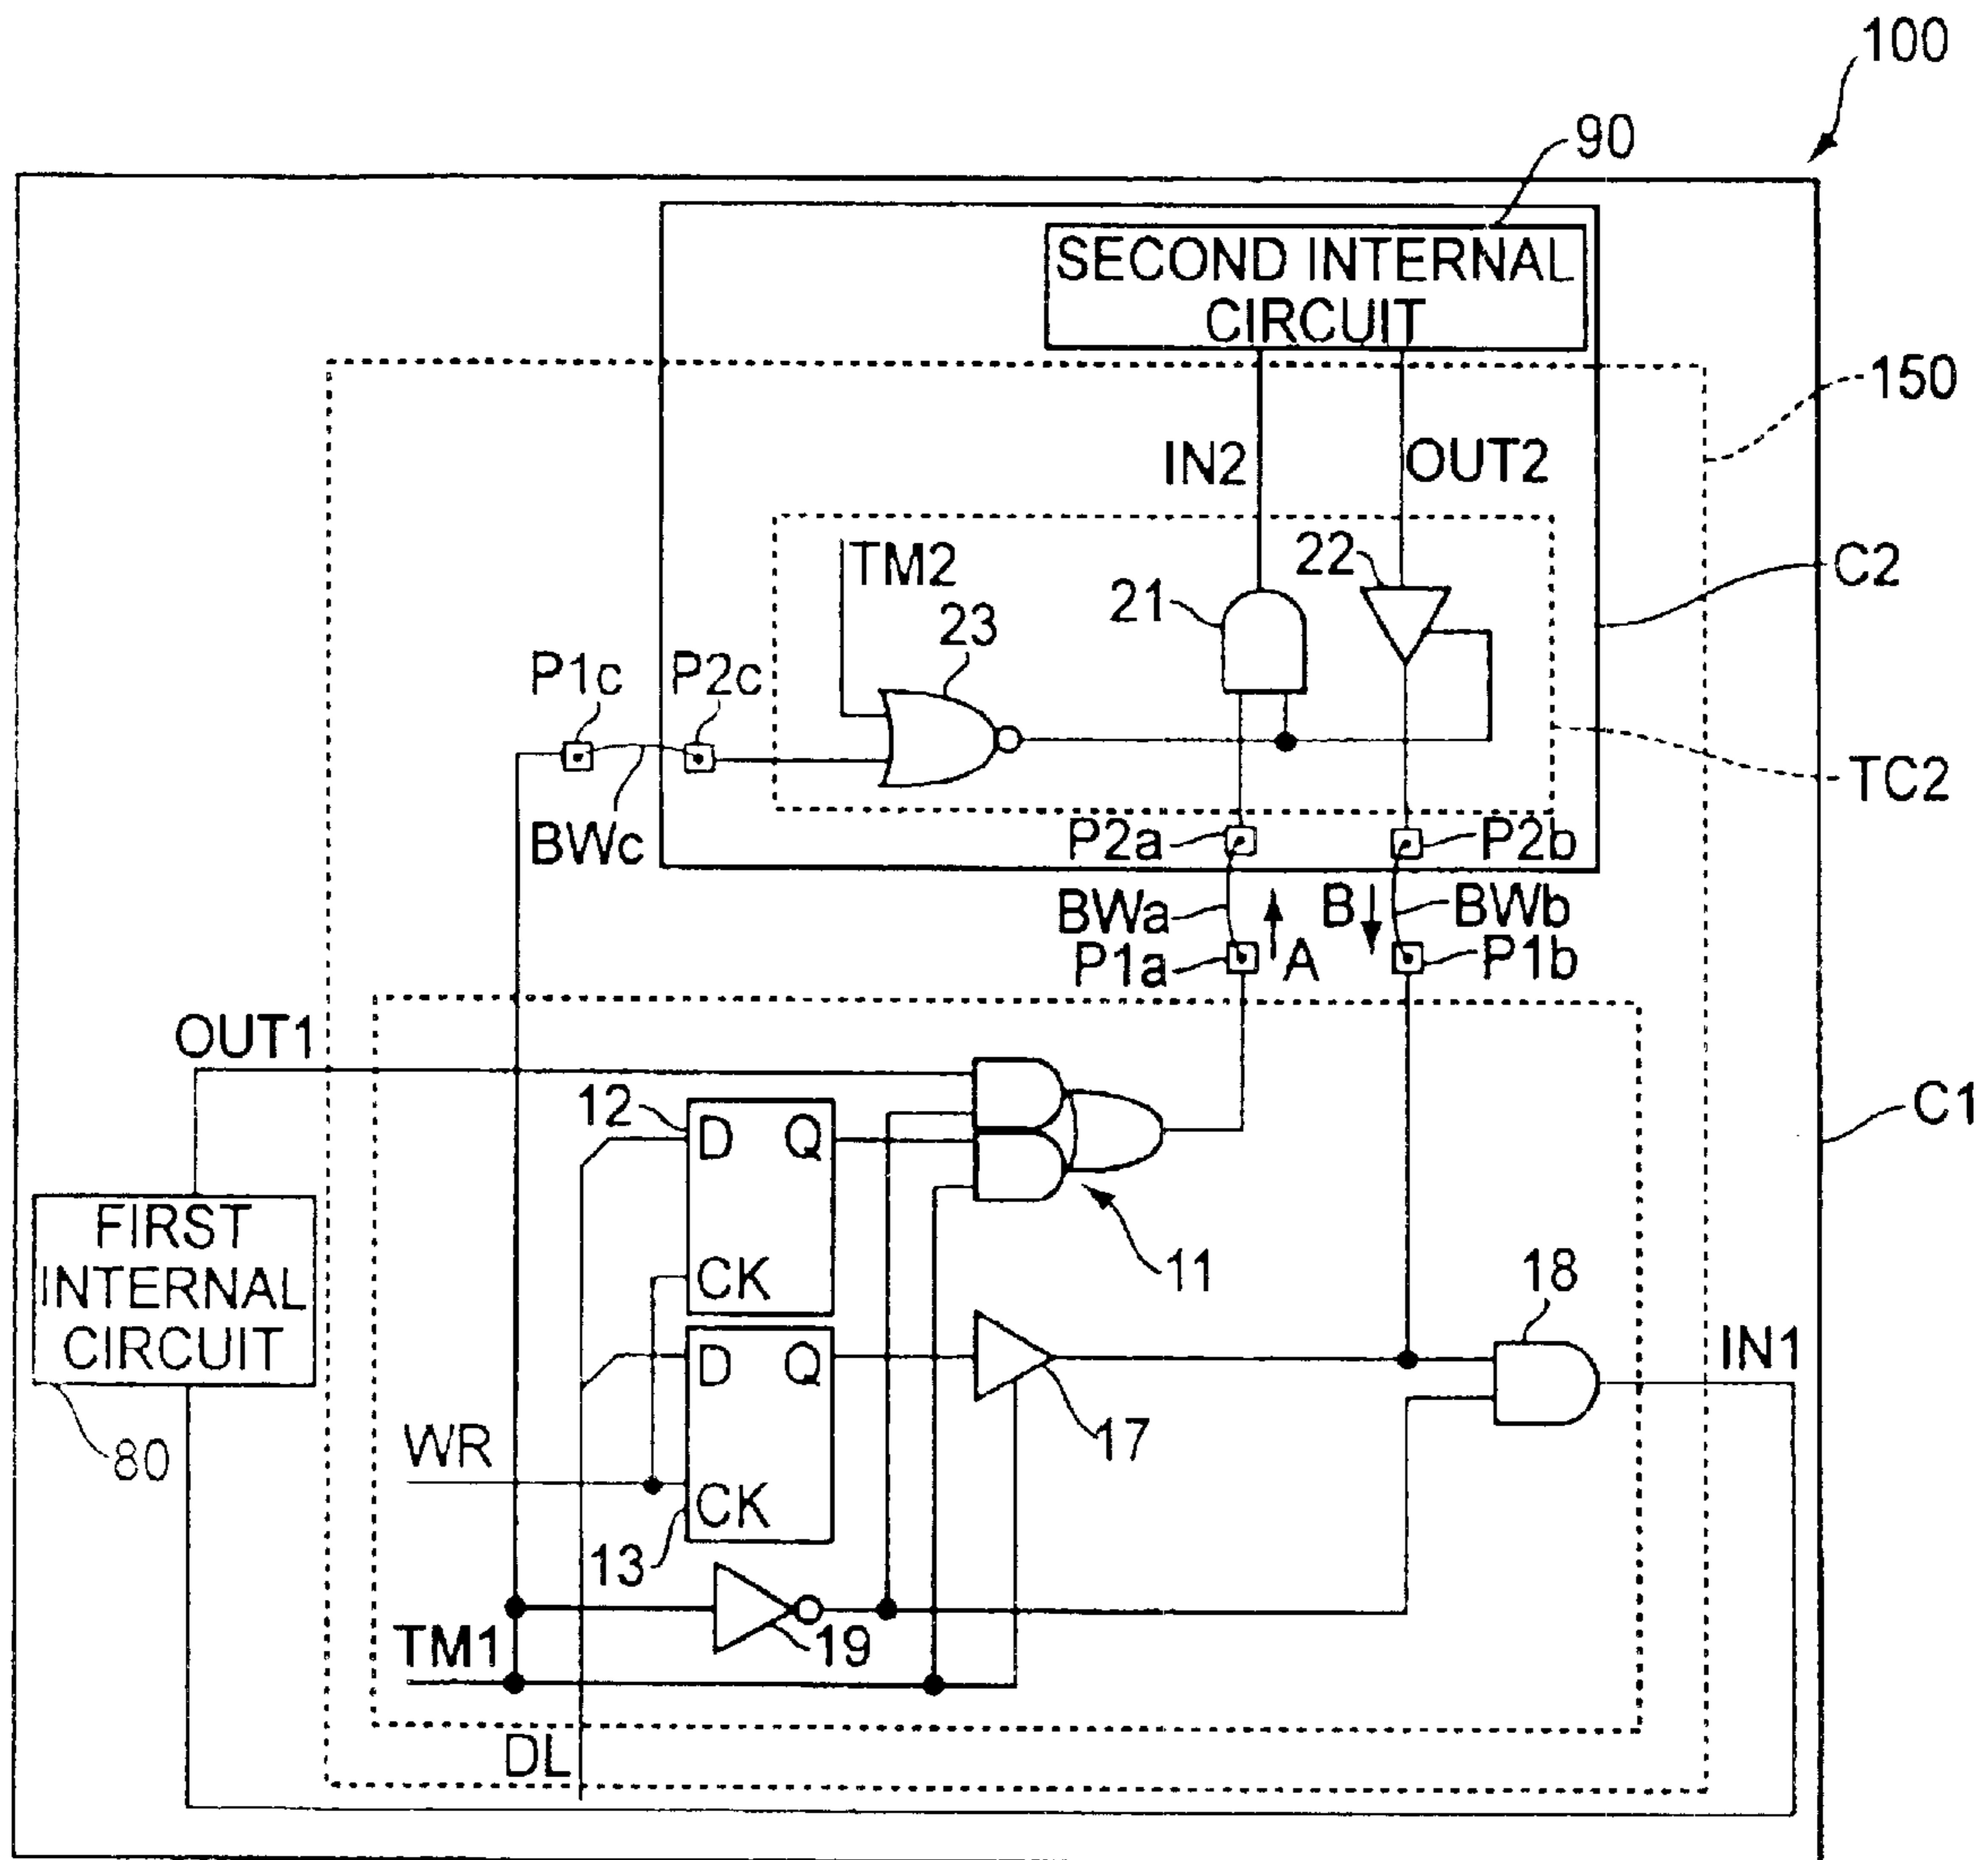 100
90
SECOND INTERNAL
CIRCUIT
150
IN2
OUT2
TM2
22
C2
21
23
P1c
P2c
TC2
BWc
P2a
P2b
BWa
B
BWb
P1a
A
P1b
OUT1
12
D
Q
C1
FIRST
INTERNAL
CIRCUIT
CK
11
18
IN1
D
Q
WR
17
80
CK
13
19
TM1
DL